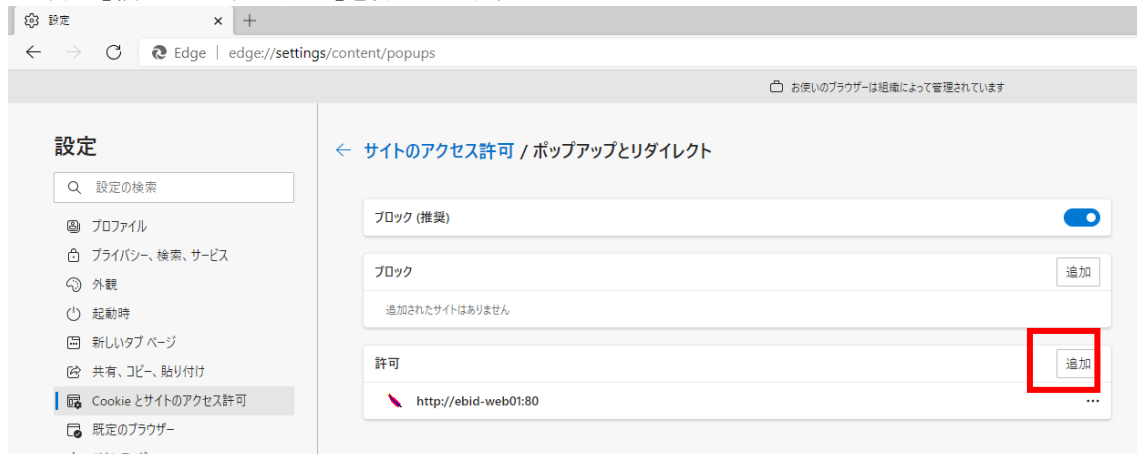 設定
Edge | edge://settings/content/popups
お使いのブラウザーは組織によって管理されています
設定
設定の検索
プロファイル
プライバシー、検索、サービス
外観
起動時
新しいタブ ページ
共有、コピー、貼り付け
Cookie とサイトのアクセス許可
既定のブラウザー
サイトのアクセス許可 / ポップアップとリダイレクト
ブロック (推奨)
ブロック
追加
追加されたサイトはありません
許可
追加
http://ebid-web01:80